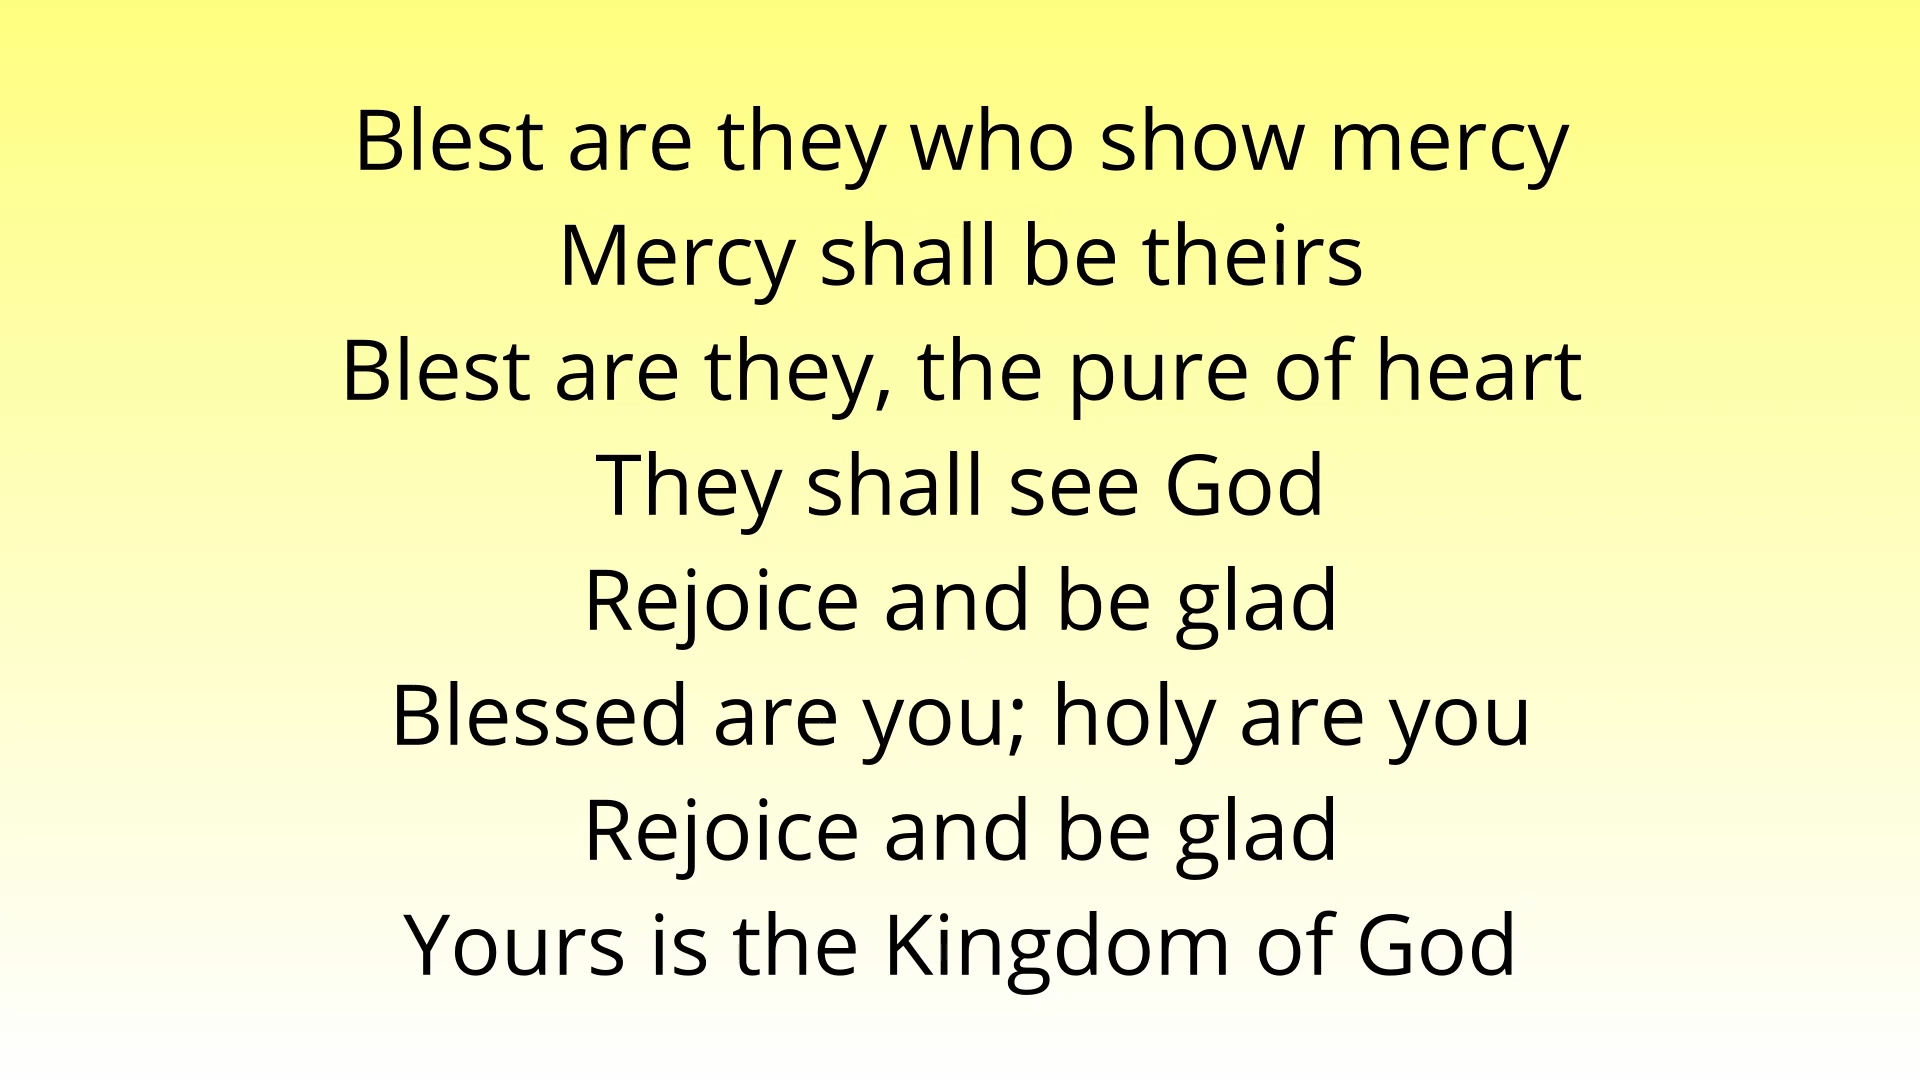 Blest are they who show mercy
Mercy shall be theirs
Blest are they, the pure of heart
They shall see God
Rejoice and be glad
Blessed are you; holy are you
Rejoice and be glad
Yours is the Kingdom of God